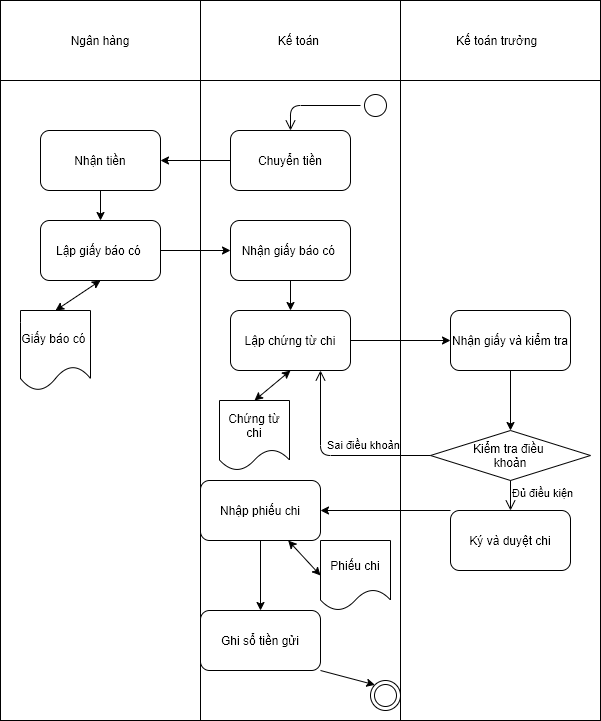 Ngân hàng
Kế toán
Kế toán trưởng
Nhận tiền
Chuyển tiền
Lập giấy báo có
Nhận giấy báo có
Giấy báo có
Lập chứng từ chi
Nhận giấy và kiểm tra
Chứng từ
chi
Sai điều khoản
Kiểm tra điều
khoản
Đủ điều kiện
Nhập phiếu chi
Ký và duyệt chi
Phiếu chi
Ghi sổ tiền gửi